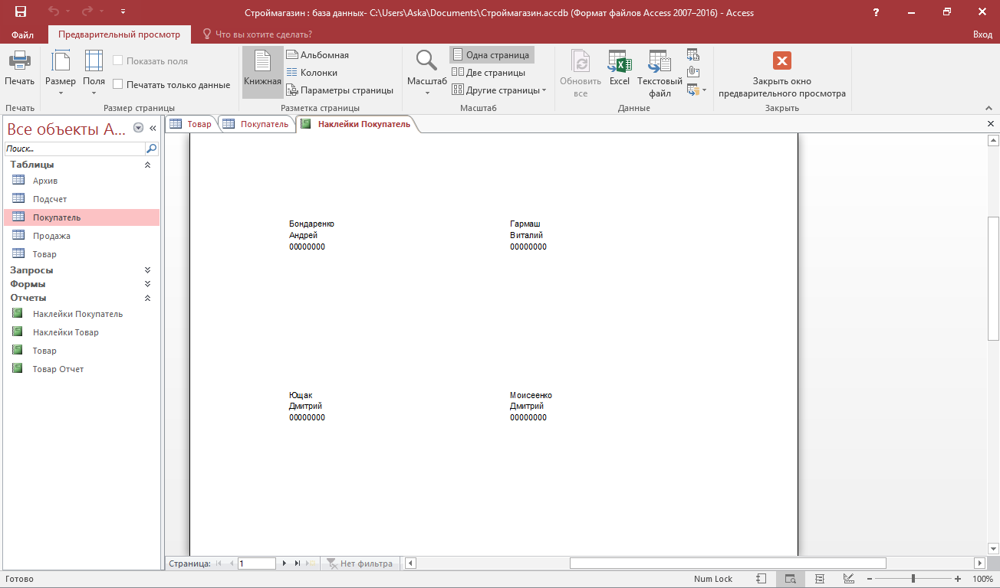 Строймагазин : база данных- C:\Users\Aska\Documents\Строймагазин.accdb (Формат файлов Access 2007–2016) - Access
?
Файл
Предварительный просмотр
Что вы хотите сделать?
Вход
Печать
Размер
Поля
Показать поля
Печатать только данные
Книжная
Альбомная
Колонки
Параметры страницы
Масштаб
Одна страница
Две страницы
Другие страницы
Обновить
все
Excel
Текстовый
файл
Закрыть окно
предварительного просмотра
Печать
Размер страницы
Разметка страницы
Масштаб
Данные
Закрыть
Все объекты A...
Поиск...
Таблицы
Архив
Подсчет
Покупатель
Продажа
Товар
Запросы
Формы
Отчеты
Наклейки Покупатель
Наклейки Товар
Товар
Товар Отчет
Товар
Покупатель
Наклейки Покупатель
Бондаренко
Андрей
00000000
Гармаш
Виталий
00000000
Ющак
Дмитрий
00000000
Моисеенко
Дмитрий
00000000
Страница:
1
Нет фильтра
Готово
Num Lock
100%